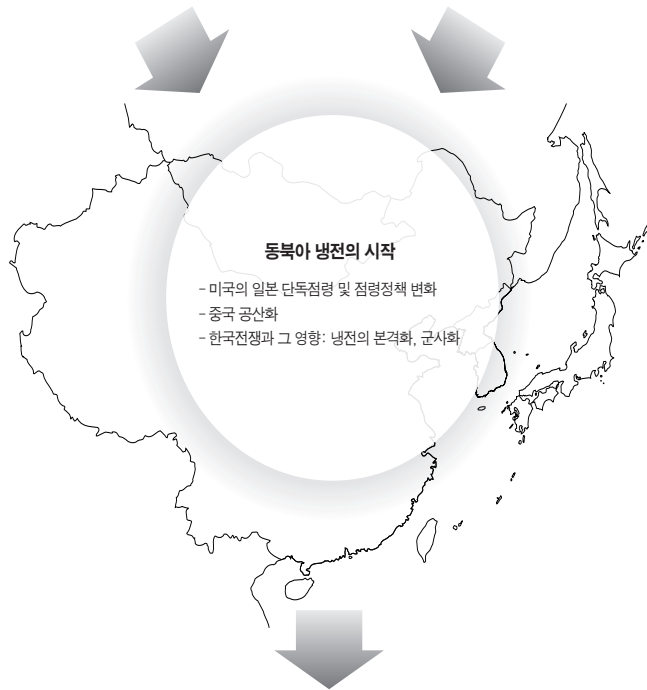 동북아 냉전의 시작
- 미국의 일본 단독점령 및 점령정책 변화
- 중국 공산화
- 한국전쟁과 그 영향: 냉전의 본격화, 군사화